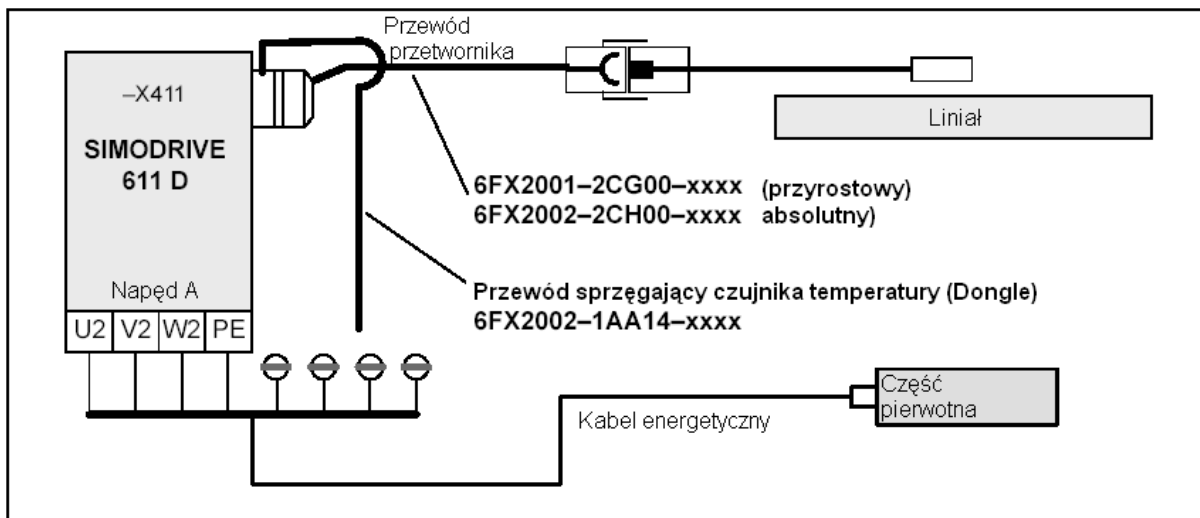 Przewód
przetwornika
–X411
SIMODRIVE
611 D
Liniał
6FX2001–2CG00–xxxx (przyrostowy)
6FX2002–2CH00–xxxx absolutny)
Napęd A
Przewód sprzęgający czujnika temperatury (Dongle)
6FX2002–1AA14–xxxx
U2 V2 W2 PE
Część
pierwotna
Kabel energetyczny